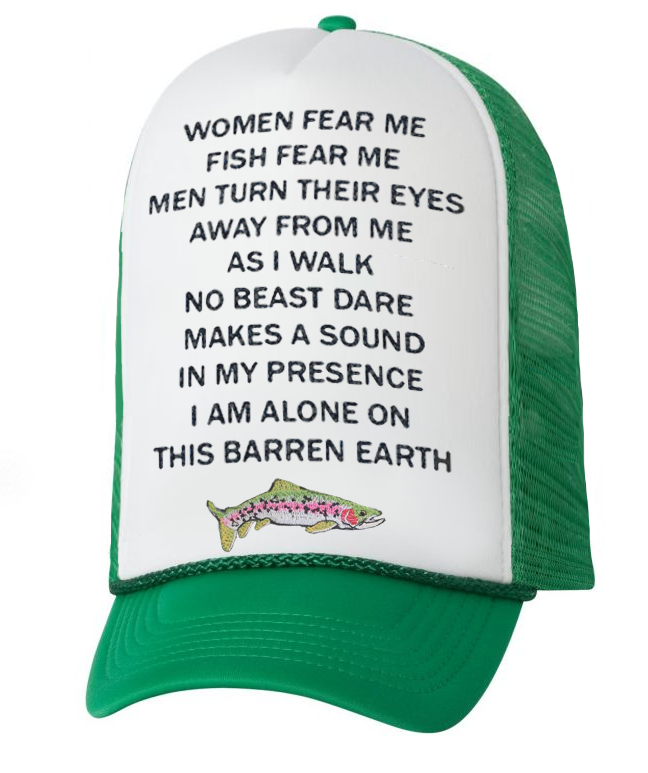 WOMEN FEAR ME
FISH FEAR ME
MEN TURN THEIR EYES
AWAY FROM ME
AS I WALK
NO BEAST DARE
MAKES A SOUND
IN MY PRESENCE
I AM ALONE ON
THIS BARREN EARTH